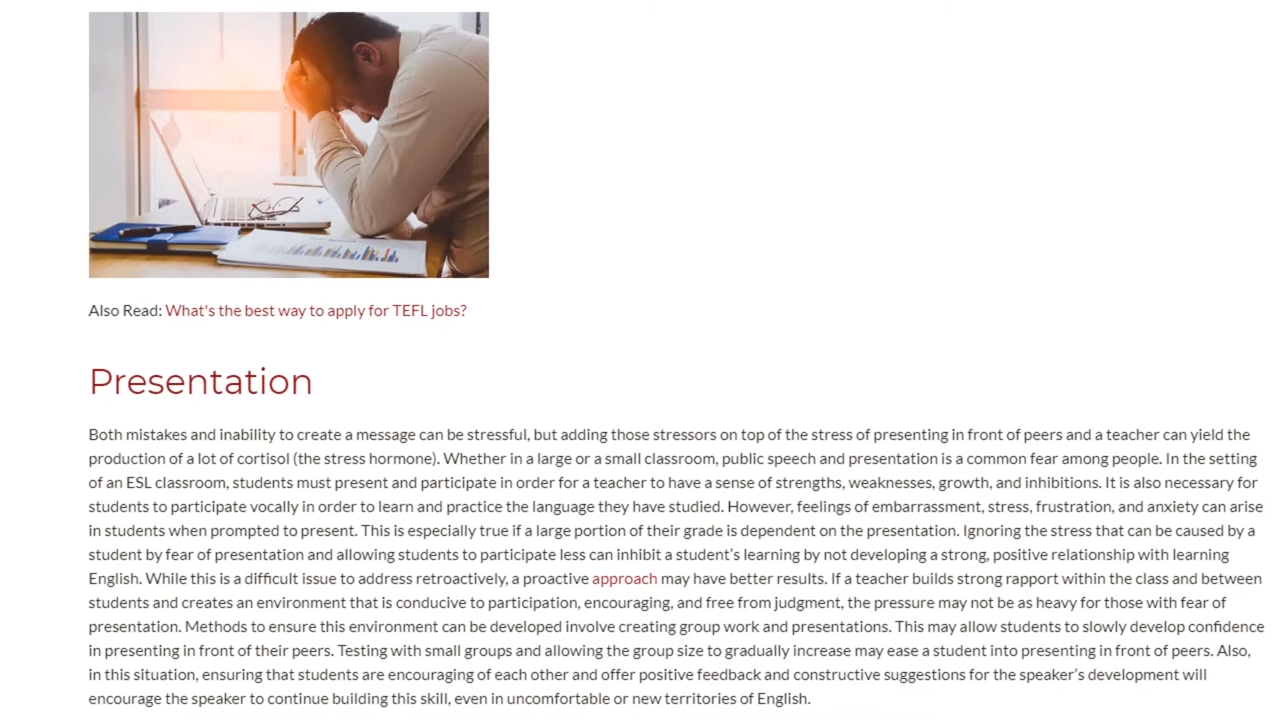 Also Read: What's the best way to apply for TEFL jobs?
Presentation
Both mistakes and inability to create a message can be stressful, but adding those stressors on top of the stress of presenting in front of peers and a teacher can yield the
production of a lot of cortisol (the stress hormone). Whether in a large or a small classroom, public speech and presentation is a common fear among people. In the setting
of an ESL classroom, students must present and participate in order for a teacher to have a sense of strengths, weaknesses, growth, and inhibitions. It is also necessary for
students to participate vocally in order to learn and practice the language they have studied. However, feelings of embarrassment, stress, frustration, and anxiety can arise
in students when prompted to present. This is especially true if a large portion of their grade is dependent on the presentation. Ignoring the stress that can be caused by a
student by fear of presentation and allowing students to participate less can inhibit a student’s learning by not developing a strong, positive relationship with learning
English. While this is a difficult issue to address retroactively, a proactive approach may have better results. If a teacher builds strong rapport within the class and between
students and creates an environment that is conducive to participation, encouraging, and free from judgment, the pressure may not be as heavy for those with fear of
presentation. Methods to ensure this environment can be developed involve creating group work and presentations. This may allow students to slowly develop confidence
in presenting in front of their peers. Testing with small groups and allowing the group size to gradually increase may ease a student into presenting in front of peers. Also,
in this situation, ensuring that students are encouraging of each other and offer positive feedback and constructive suggestions for the speaker’s development will
encourage the speaker to continue building this skill, even in uncomfortable or new territories of English.